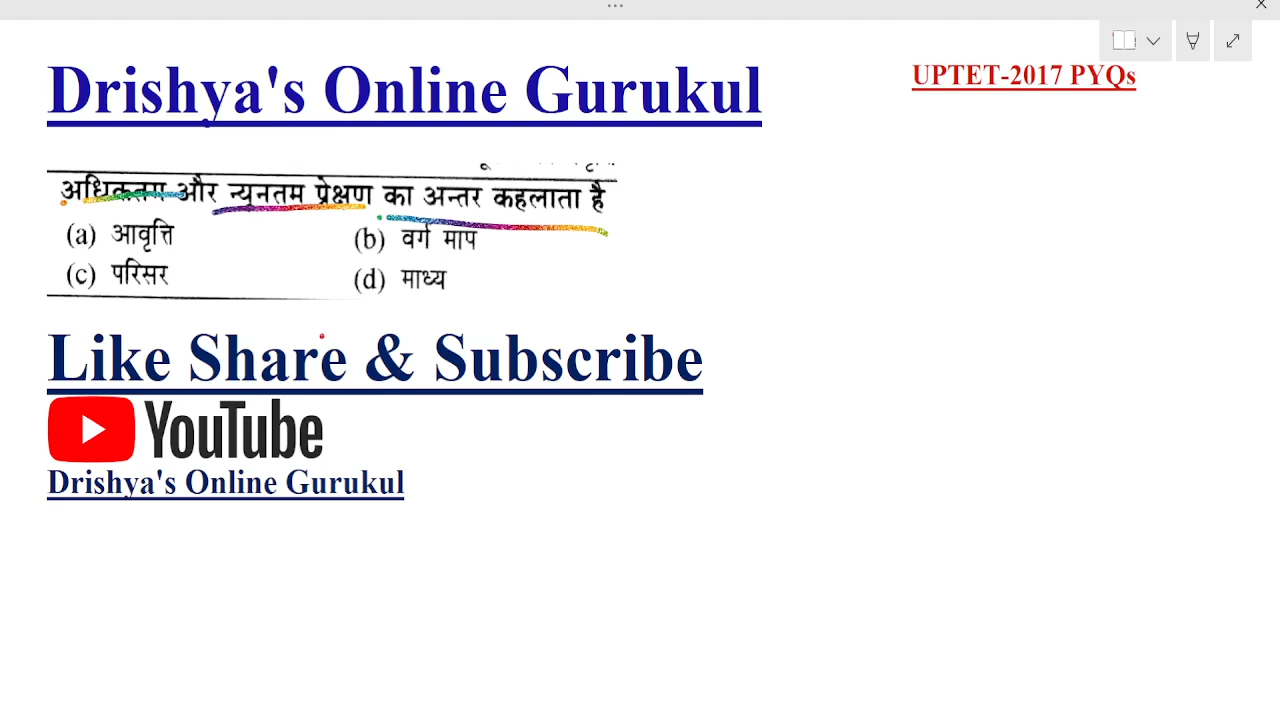 Drishya's Online Gurukul
UPTET-2017 PYQs
अधिकतम और न्यूनतम प्रेक्षण का अन्तर कहलाता है
(a) आवृत्ति (b) वर्ग माप
(c) परिसर (d) माध्य
Like Share & Subscribe
YouTube
Drishya's Online Gurukul